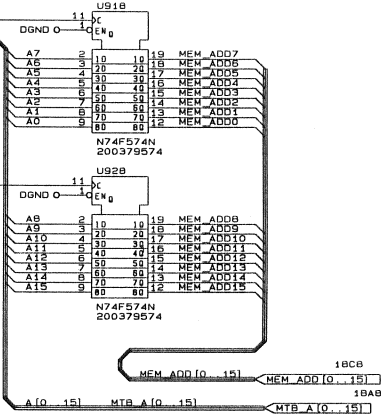 U918
11 C
DGND 1 EN
A7 2 1D 1Q 19 MEM_ADD7
A6 3 2D 2Q 18 MEM_ADD6
A5 4 3D 3Q 17 MEM_ADD5
A4 5 4D 4Q 16 MEM_ADD4
A3 6 5D 5Q 15 MEM_ADD3
A2 7 6D 6Q 14 MEM_ADD2
A1 8 7D 7Q 13 MEM_ADD1
A0 9 8D 8Q 12 MEM_ADD0
N74F574N
200379574
U928
11 C
DGND 1 EN
A8 2 1D 1Q 19 MEM_ADD8
A9 3 2D 2Q 18 MEM_ADD9
A10 4 3D 3Q 17 MEM_ADD10
A11 5 4D 4Q 16 MEM_ADD11
A12 6 5D 5Q 15 MEM_ADD12
A13 7 6D 6Q 14 MEM_ADD13
A14 8 7D 7Q 13 MEM_ADD14
A15 9 8D 8Q 12 MEM_ADD15
N74F574N
200379574
18C8
MEM_ADD[0..15] MEM_ADD[0..15]
18A8
A[0..15] MTB_A[0..15] MTB_A[0..15]